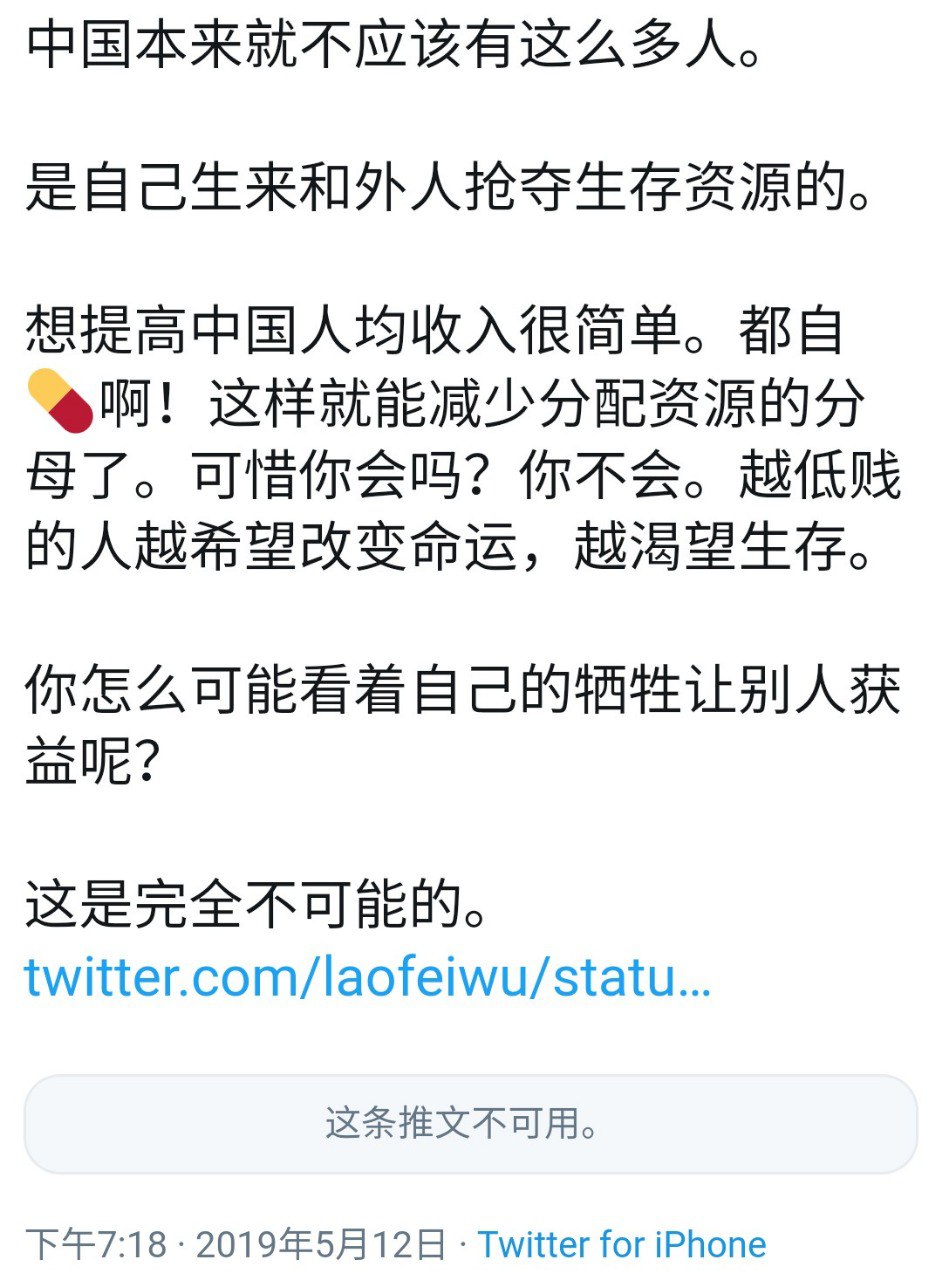 中国本来就不应该有这么多人。
是自己生来和外人抢夺生存资源的。
想提高中国人均收入很简单。都自
💊啊！这样就能减少分配资源的分
母了。可惜你会吗？你不会。越低贱
的人越希望改变命运，越渴望生存。
你怎么可能看着自己的牺牲让别人获
益呢？
这是完全不可能的。
twitter.com/laofeiwu/statu…
这条推文不可用。
下午7:18 · 2019年5月12日 · Twitter for iPhone